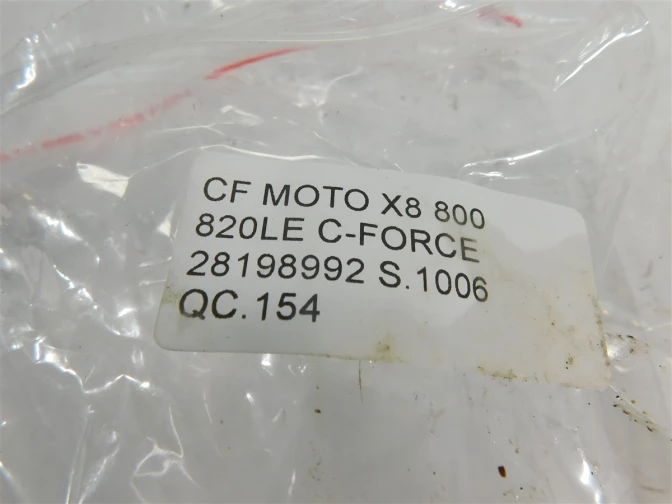 CF MOTO X8 800
820LE C-FORCE
28198992 S.1006
QC.154